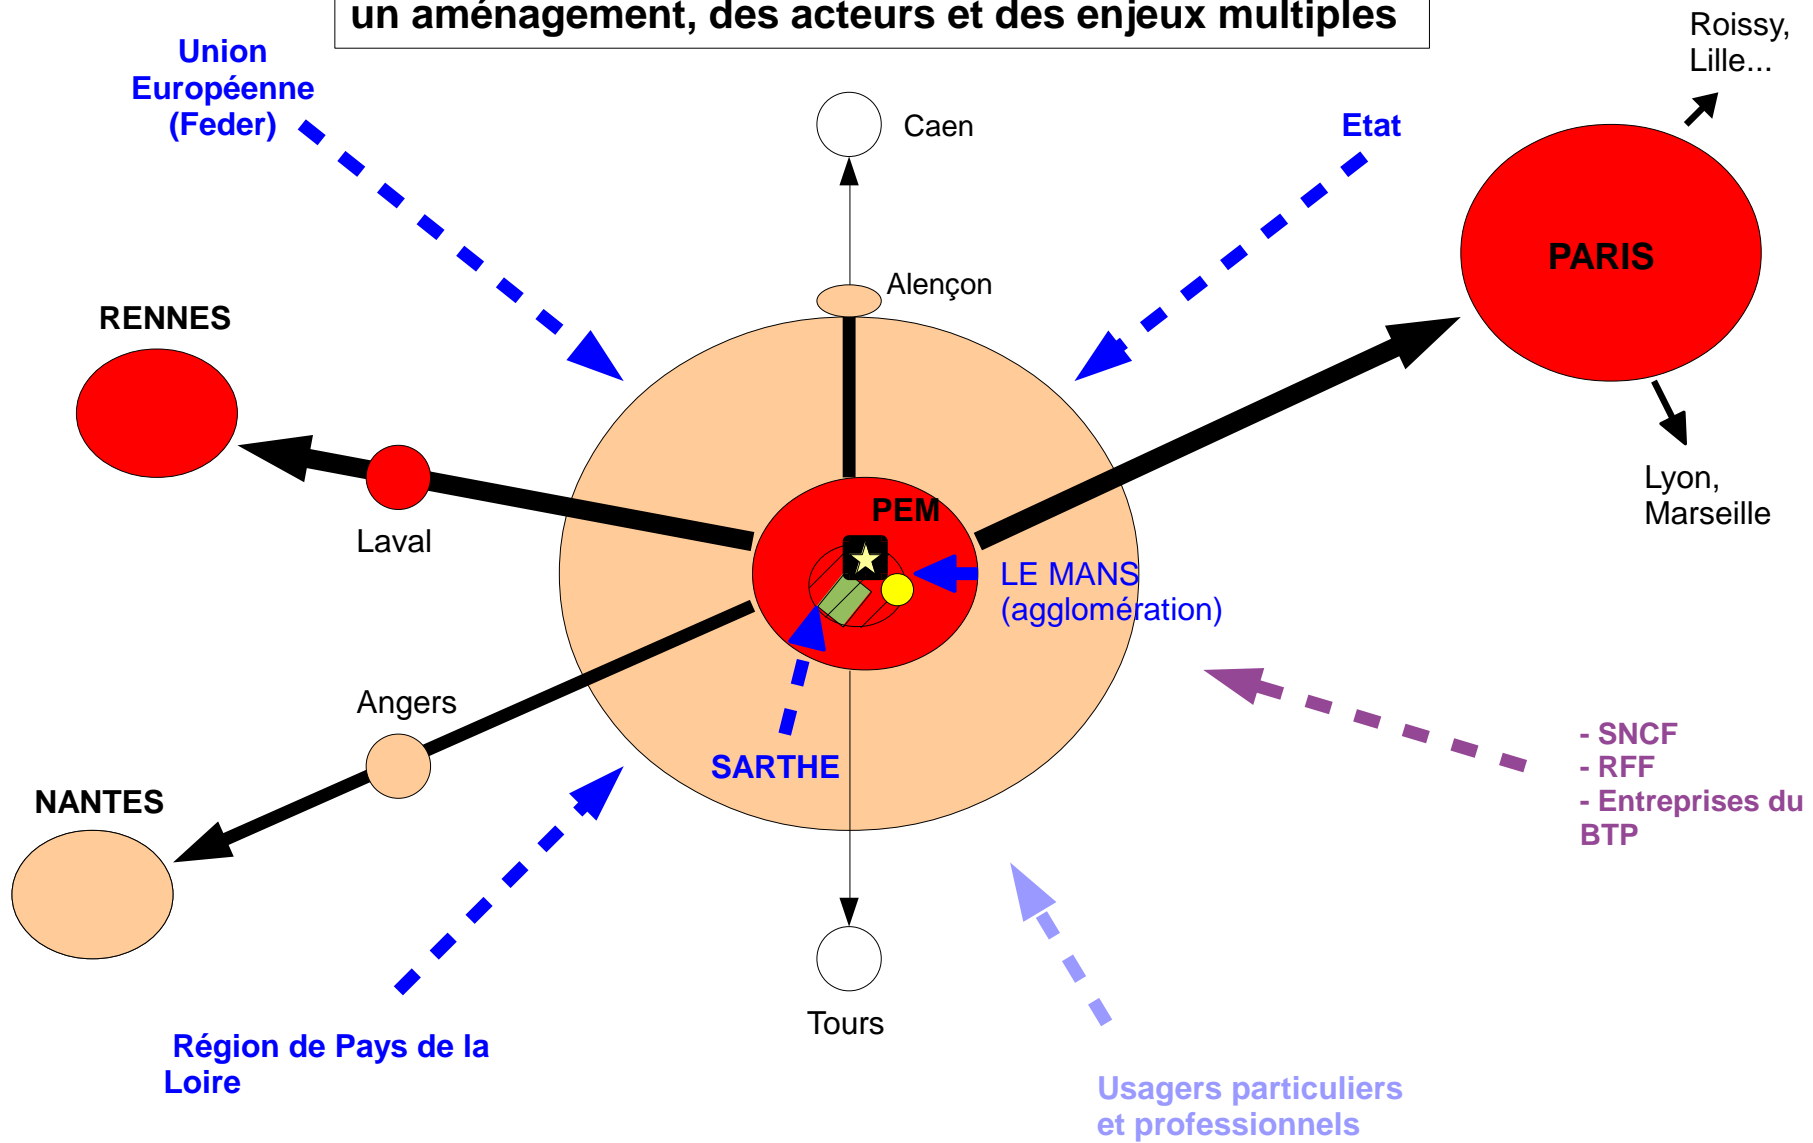 un aménagement, des acteurs et des enjeux multiples
Roissy,
Lille...
Union
Européenne
(Feder)
Caen
Etat
PARIS
Alençon
RENNES
Lyon,
Marseille
PEM
Laval
LE MANS
(agglomération)
Angers
SARTHE
- SNCF
- RFF
- Entreprises du
BTP
NANTES
Tours
Région de Pays de la
Loire
Usagers particuliers
et professionnels